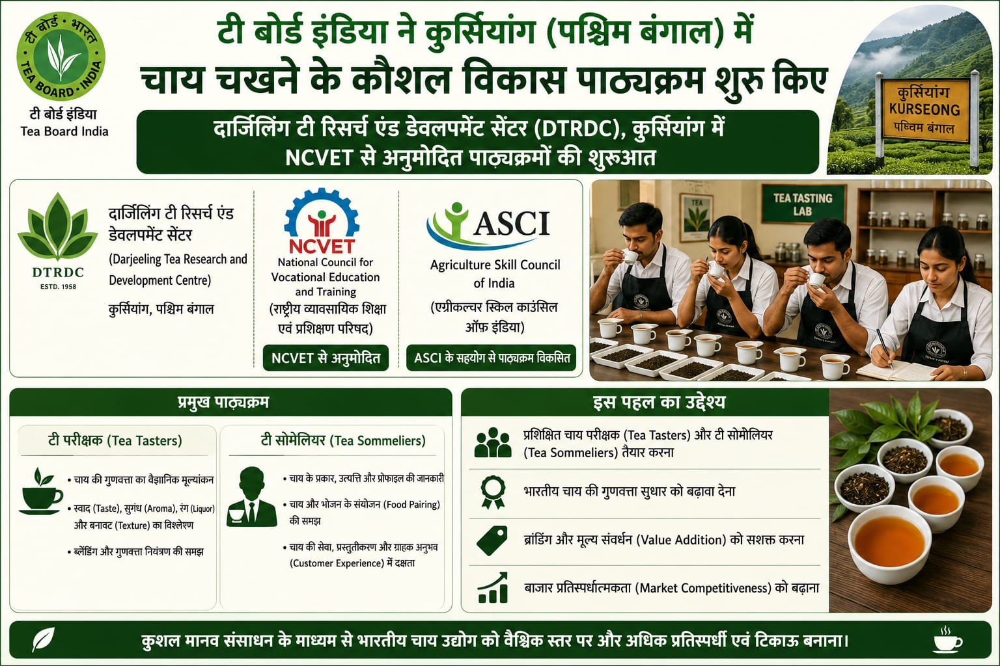 टी बोर्ड · भारत
TEA BOARD · INDIA
टी बोर्ड इंडिया
Tea Board India
टी बोर्ड इंडिया ने कुर्सियांग (पश्चिम बंगाल) में
चाय चखने के कौशल विकास पाठ्यक्रम शुरु किए
दार्जिलिंग टी रिसर्च एंड डेवलपमेंट सेंटर (DTRDC), कुर्सियांग में
NCVET से अनुमोदित पाठ्यक्रमों की शुरूआत
कुर्सियांग
KURSEONG
पष्चिम बंगाल
DTRDC
ESTD. 1958
दार्जिलिंग टी रिसर्च एंड
डेवलपमेंट सेंटर
(Darjeeling Tea Research and
Development Centre)
कुर्सियांग, पश्चिम बंगाल
NCVET
National Council for
Vocational Education
and Training
(राष्ट्रीय व्यावसायिक शिक्षा
एवं प्रशिक्षण परिषद)
NCVET से अनुमोदित
ASCI
Agriculture Skill Council
of India
(एग्रीकल्चर स्किल काउंसिल
ऑफ़ इंडिया)
ASCI के सहयोग से पाठ्यक्रम विकसित
TEA
TEA TASTING
LAB
प्रमुख पाठ्यक्रम
टी परीक्षक (Tea Tasters)
• चाय की गुणवत्ता का वैज्ञानिक मूल्यांकन
• स्वाद (Taste), सुगंध (Aroma), रंग (Liquor)
और बनावट (Texture) का विश्लेश्ण
• ब्लेंडिंग और गुणवत्ता नियंत्रण की समझ
टी सोमेलियर (Tea Sommeliers)
• चाय के प्रकार, उत्पत्ति और प्रोफाइल की जानकारी
• चाय और भोजन के संयोजन (Food Pairing)
की समझ
• चाय की सेवा, प्रस्तुतीकरण और ग्राहक अनुभव
(Customer Experience) में दक्षता
इस पहल का उद्देश्य
प्रशिक्षित चाय परीक्षक (Tea Tasters) और टी सोमेलियर
(Tea Sommeliers) तैयार करना
भारतीय चाय की गुणवत्ता सुधार को बढ़ावा देना
ब्रांडिंग और मूल्य संवर्धन (Value Addition) को सशक्त करना
बाजार प्रतिस्पर्धात्मकता (Market Competitiveness) को बढ़ाना
कुशल मानव संसाधन के माध्यम से भारतीय चाय उद्योग को वैश्विक स्तर पर और अधिक प्रतिस्पर्धी एवं टिकाऊ बनाना।